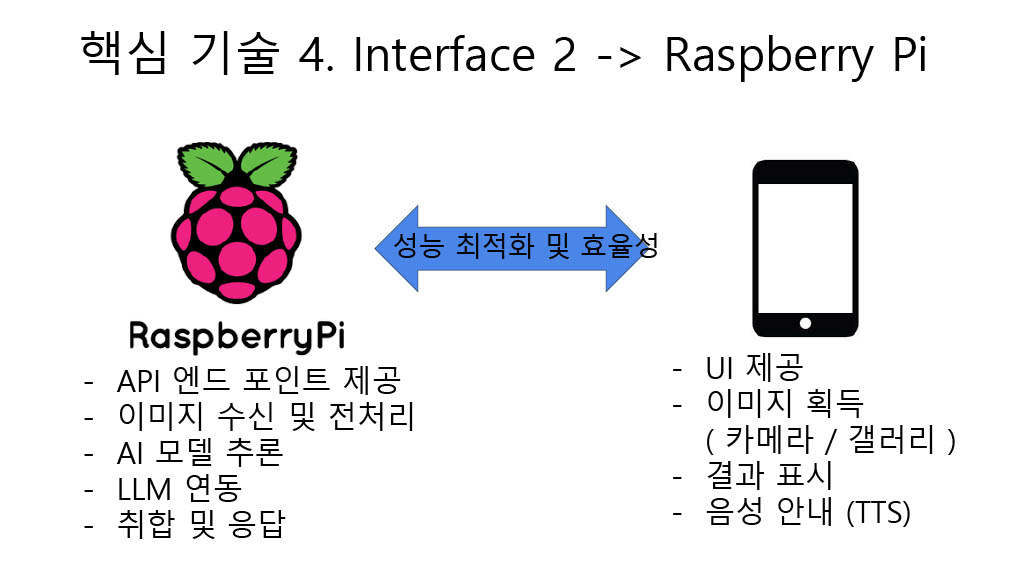 핵심 기술 4. Interface 2 -> Raspberry Pi
성능 최적화 및 효율성
RaspberryPi
- API 엔드 포인트 제공
- 이미지 수신 및 전처리
- AI 모델 추론
- LLM 연동
- 취합 및 응답
- UI 제공
- 이미지 획득
( 카메라 / 갤러리 )
- 결과 표시
- 음성 안내 (TTS)